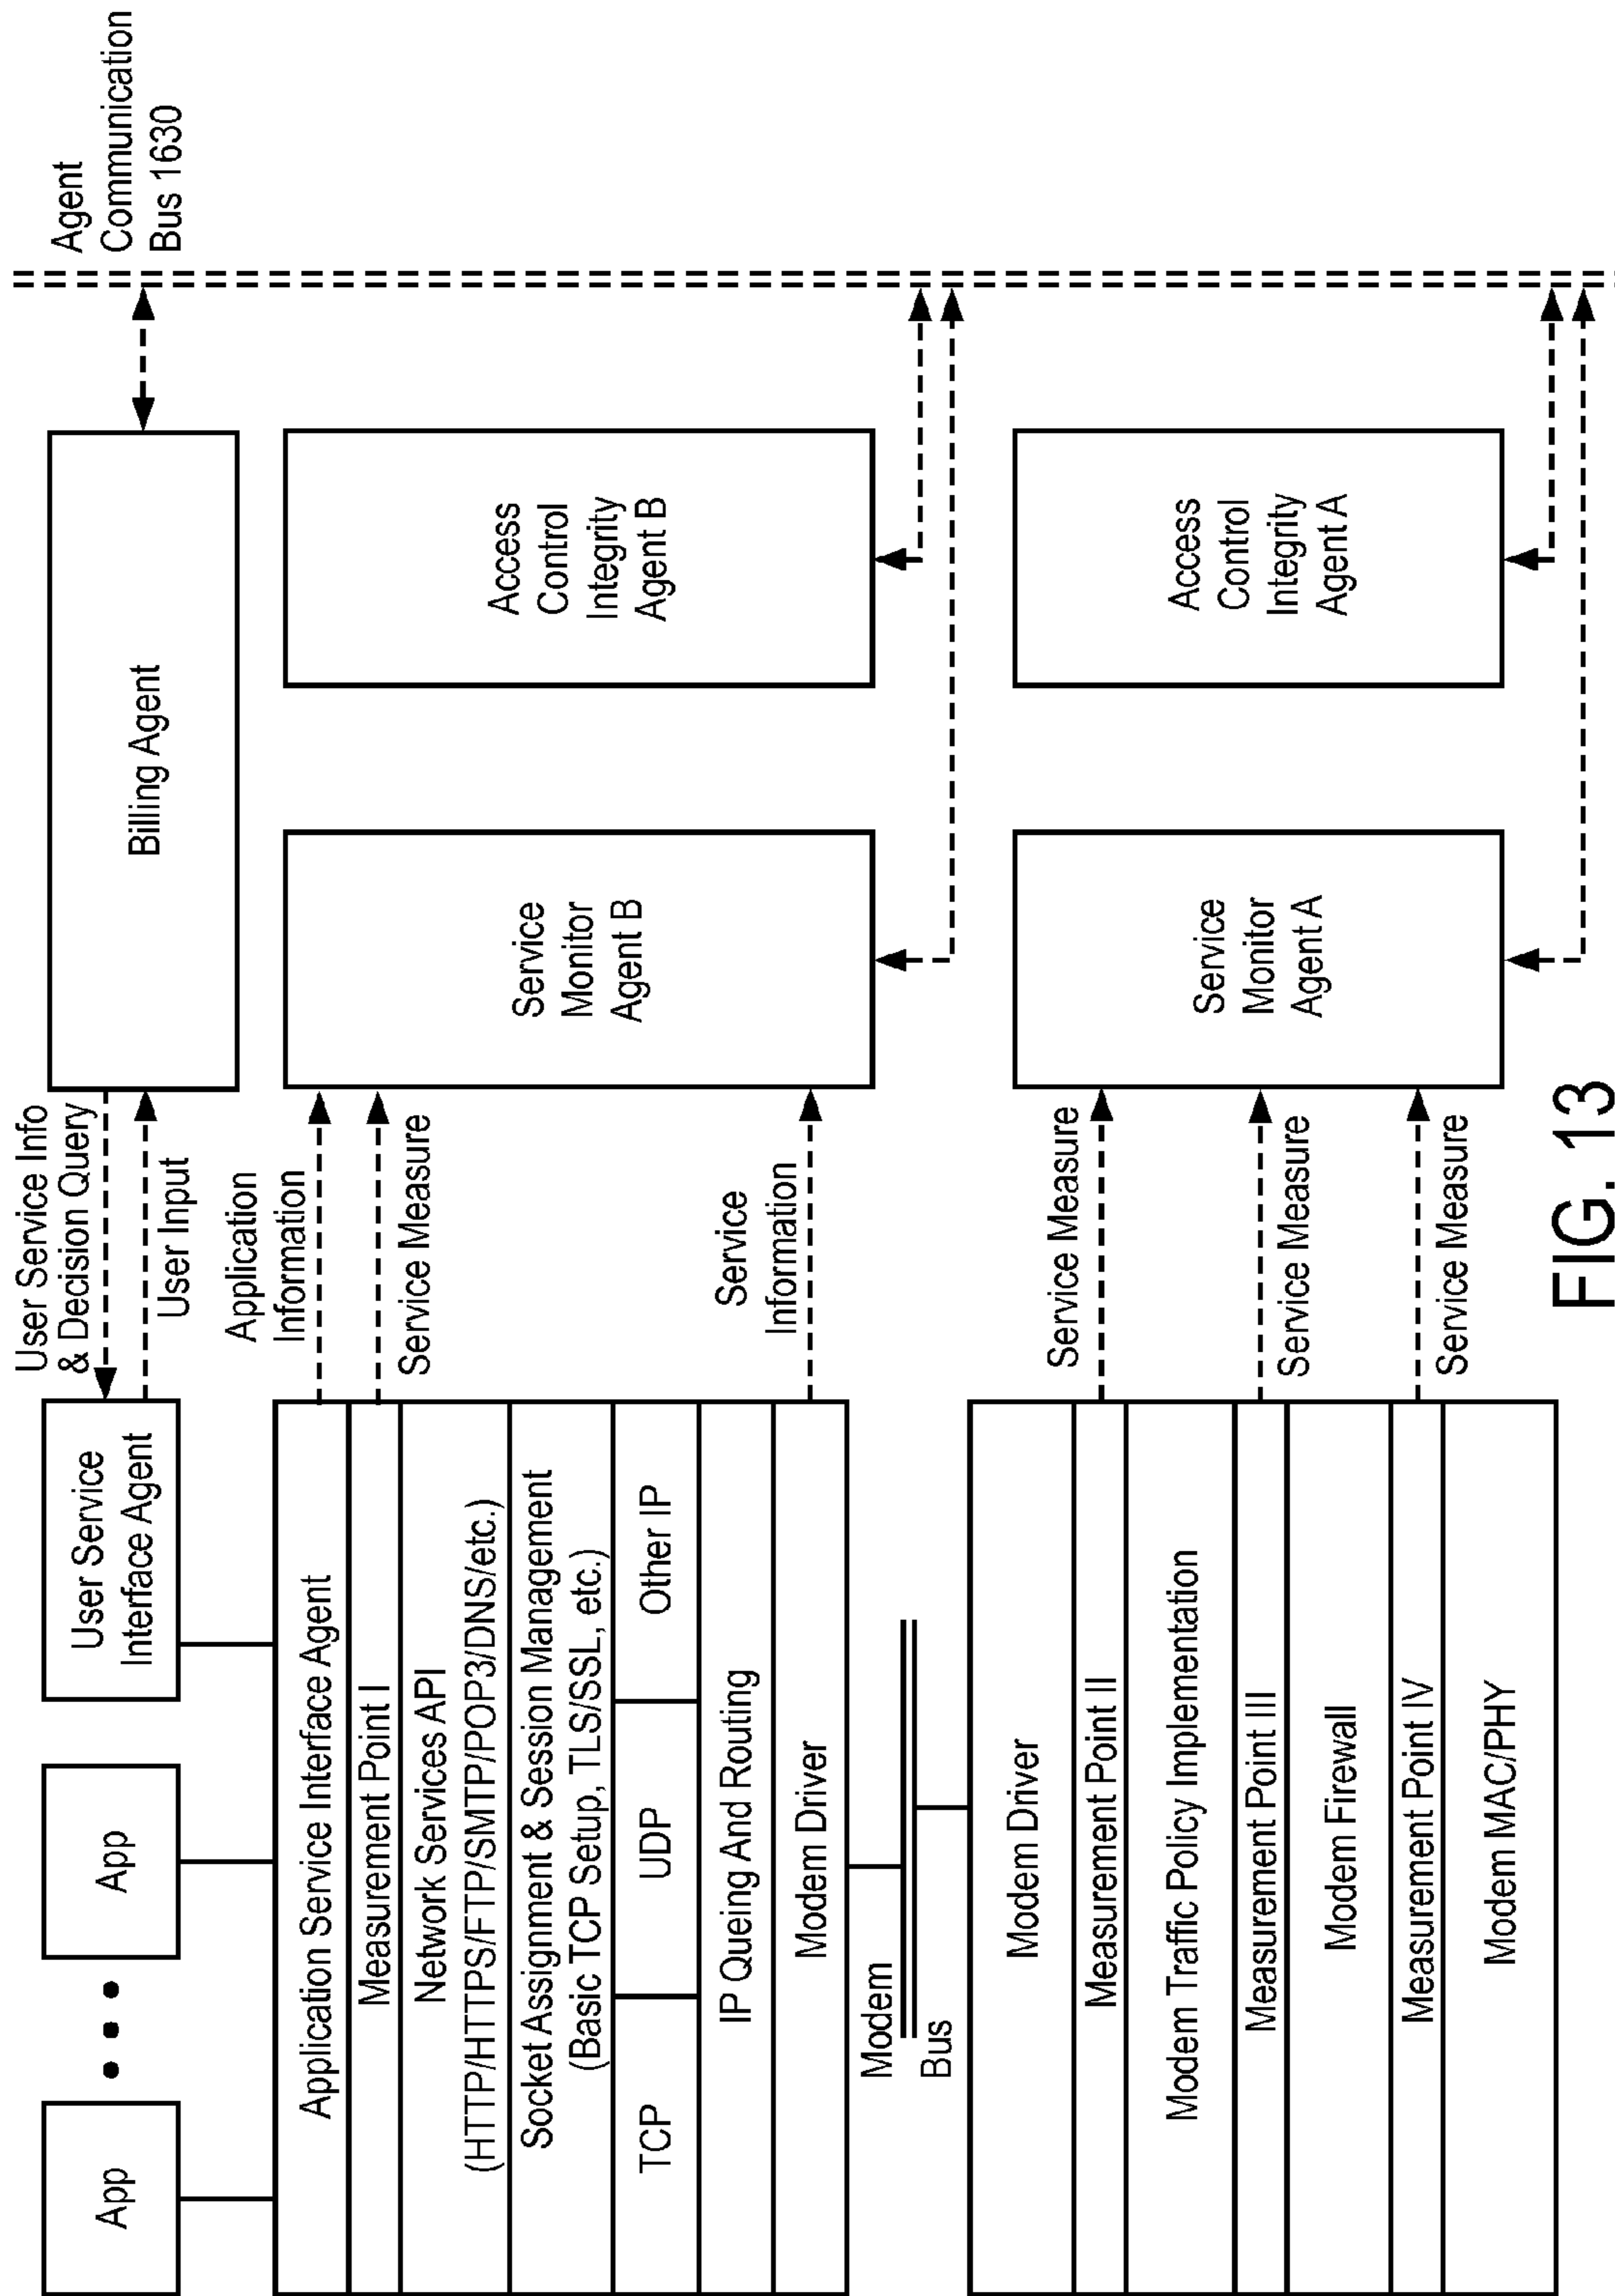 App
App
User Service
Interface Agent
User Service Info
& Decision Query
User Input
Billing Agent
Agent
Communication
Bus 1630
Application Service Interface Agent
Measurement Point I
Network Services API
(HTTP/HTTPS/FTP/SMTP/POP3/DNS/etc.)
Socket Assignment & Session Management
(Basic TCP Setup, TLS/SSL, etc.)
TCP
UDP
Other IP
IP Queing And Routing
Modem Driver
Application
Information
Service Measure
Service
Information
Service
Monitor
Agent B
Access
Control
Integrity
Agent B
Modem
Bus
Modem Driver
Measurement Point II
Modem Traffic Policy Implementation
Measurement Point III
Modem Firewall
Measurement Point IV
Modem MAC/PHY
Service Measure
Service Measure
Service Measure
Service
Monitor
Agent A
Access
Control
Integrity
Agent A
FIG. 13